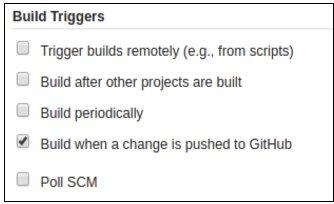 Build Triggers
Trigger builds remotely (e.g., from scripts)
Build after other projects are built
Build periodically
Build when a change is pushed to GitHub
Poll SCM